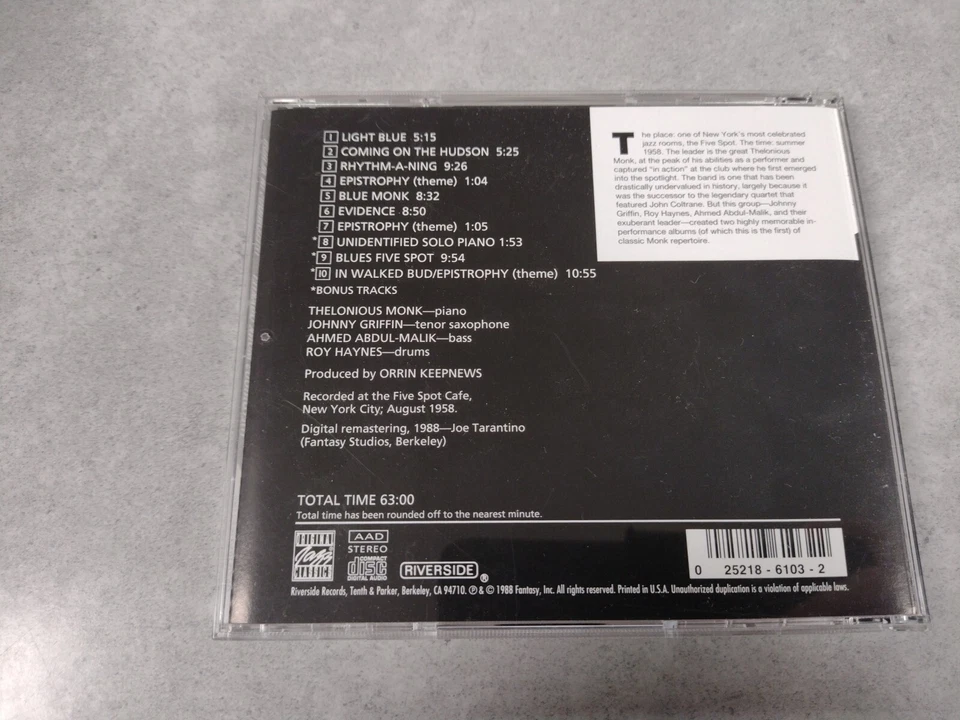 1 LIGHT BLUE 5:15
2 COMING ON THE HUDSON 5:25
3 RHYTHM-A-NING 9:26
4 EPISTROPHY (theme) 1:04
5 BLUE MONK 8:32
6 EVIDENCE 8:50
7 EPISTROPHY (theme) 1:05
*8 UNIDENTIFIED SOLO PIANO 1:53
*9 BLUES FIVE SPOT 9:54
*10 IN WALKED BUD/EPISTROPHY (theme) 10:55
*BONUS TRACKS
THELONIOUS MONK—piano
JOHNNY GRIFFIN—tenor saxophone
AHMED ABDUL-MALIK—bass
ROY HAYNES—drums
Produced by ORRIN KEEPNEWS
Recorded at the Five Spot Cafe,
New York City; August 1958.
Digital remastering, 1988—Joe Tarantino
(Fantasy Studios, Berkeley)
The place: one of New York's most celebrated
jazz rooms, the Five Spot. The time: summer
1958. The leader is the great Thelonious
Monk, at the peak of his abilities as a performer and
captured "in action" at the club where he first emerged
into the spotlight. The band is one that has been
drastically undervalued in history, largely because it
was the successor to the legendary quartet that
featured John Coltrane. But this group—Johnny
Griffin, Roy Haynes, Ahmed Abdul-Malik, and their
exuberant leader—created two highly memorable in-
performance albums (of which this is the first) of
classic Monk repertoire.
TOTAL TIME 63:00
Total time has been rounded off to the nearest minute.
ORIGINAL
Jazz
CLASSICS
AAD
STEREO
COMPACT
disc
DIGITAL AUDIO
RIVERSIDE®
0 25218-6103-2
Riverside Records, Tenth & Parker, Berkeley, CA 94710. ℗ & © 1988 Fantasy, Inc. All rights reserved. Printed in U.S.A. Unauthorized duplication is a violation of applicable laws.